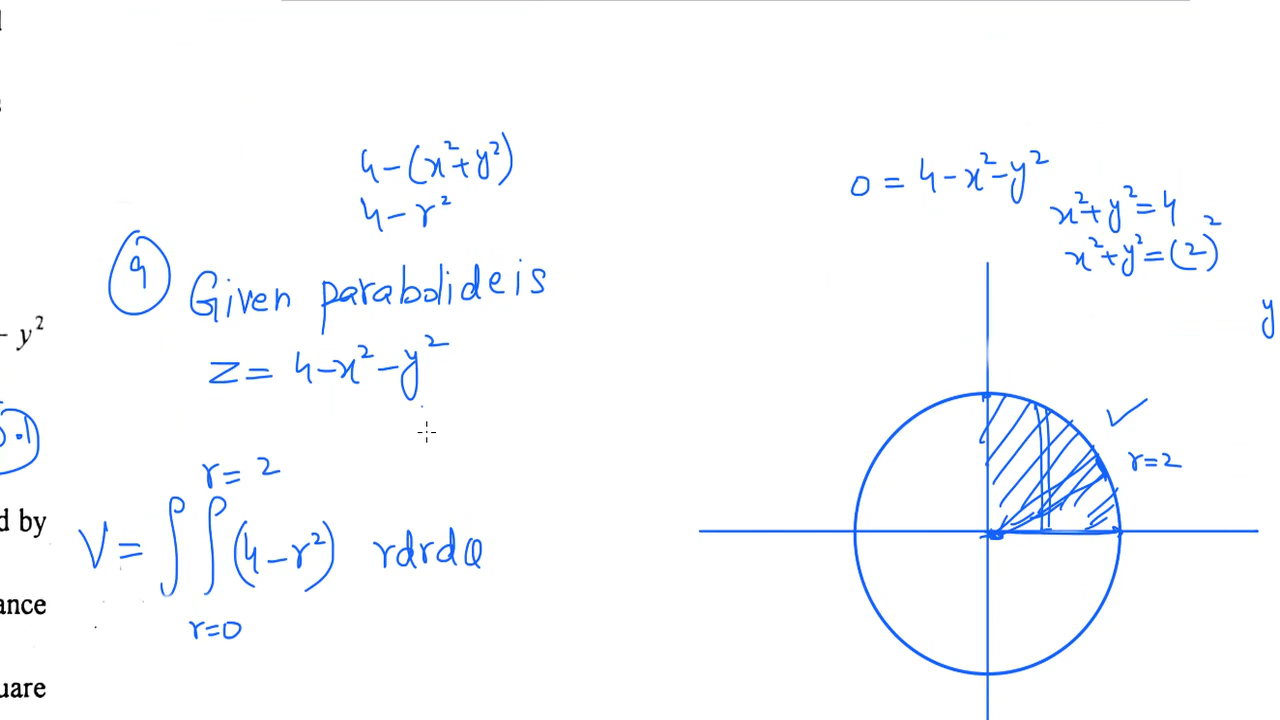 4-(x²+y²)
4-r²
9 Given parabolide is
z= 4-x²-y²
r= 2
V= ∫∫(4-r²) rdrdθ
r=0
0 = 4-x²-y²
x²+y²=4
x²+y²=(2)²
y
r=2
- y²
d by
ance
uare